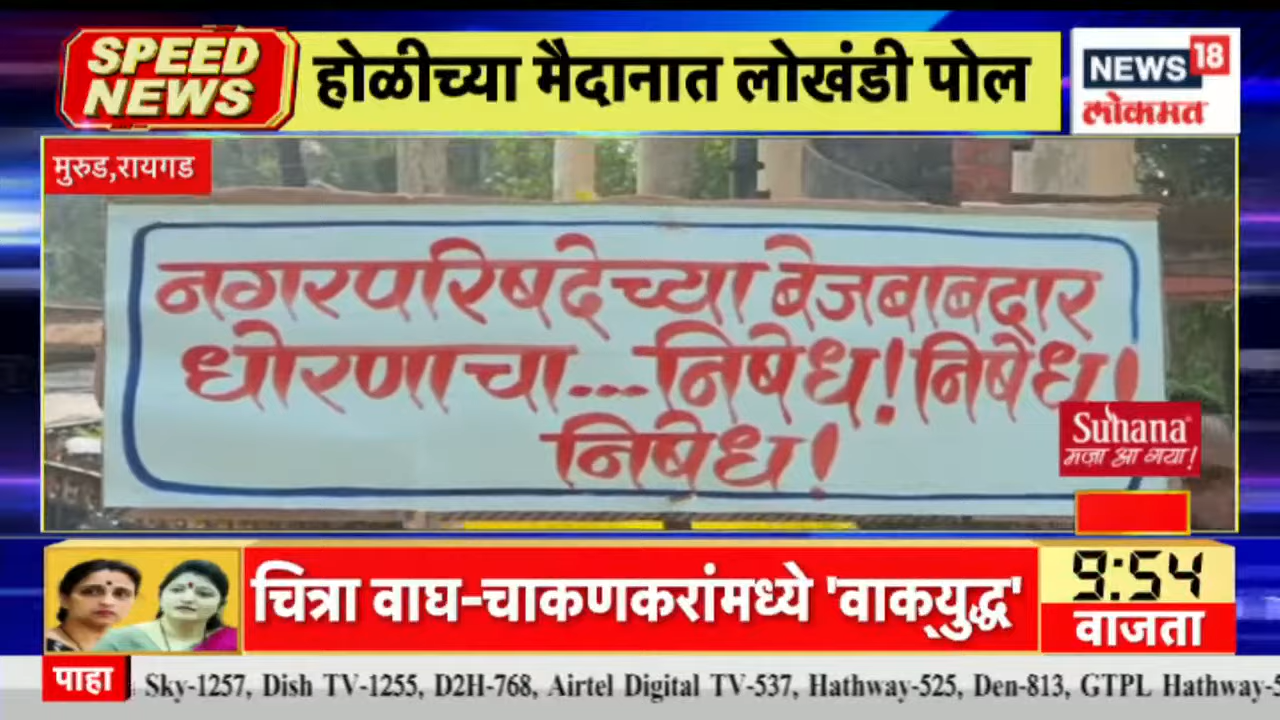 SPEED
NEWS
होळीच्या मैदानात लोखंडी पोल
NEWS 18
लोकमत
मुरुड,रायगड
नगरपरिषदेच्या बेजबाबदार
धोरणाचा...निषेध! निषेध!
निषेध!
Suhana
मज़ा आ गया!
चित्रा वाघ-चाकणकरांमध्ये 'वाक्‌युद्ध'
9:54
वाजता
पाहा
Sky-1257, Dish TV-1255, D2H-768, Airtel Digital TV-537, Hathway-525, Den-813, GTPL Hathway-5